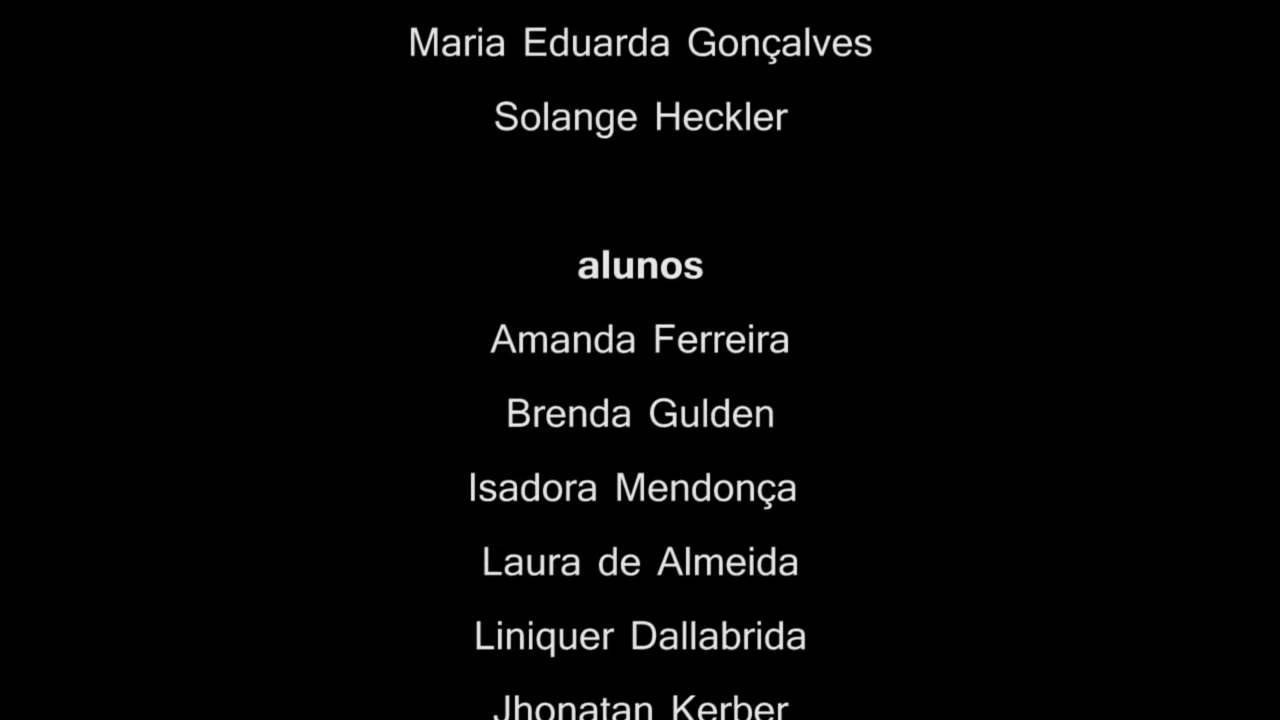 Maria Eduarda Gonçalves
Solange Heckler
alunos
Amanda Ferreira
Brenda Gulden
Isadora Mendonça
Laura de Almeida
Liniquer Dallabrida
Jhonatan Kerber